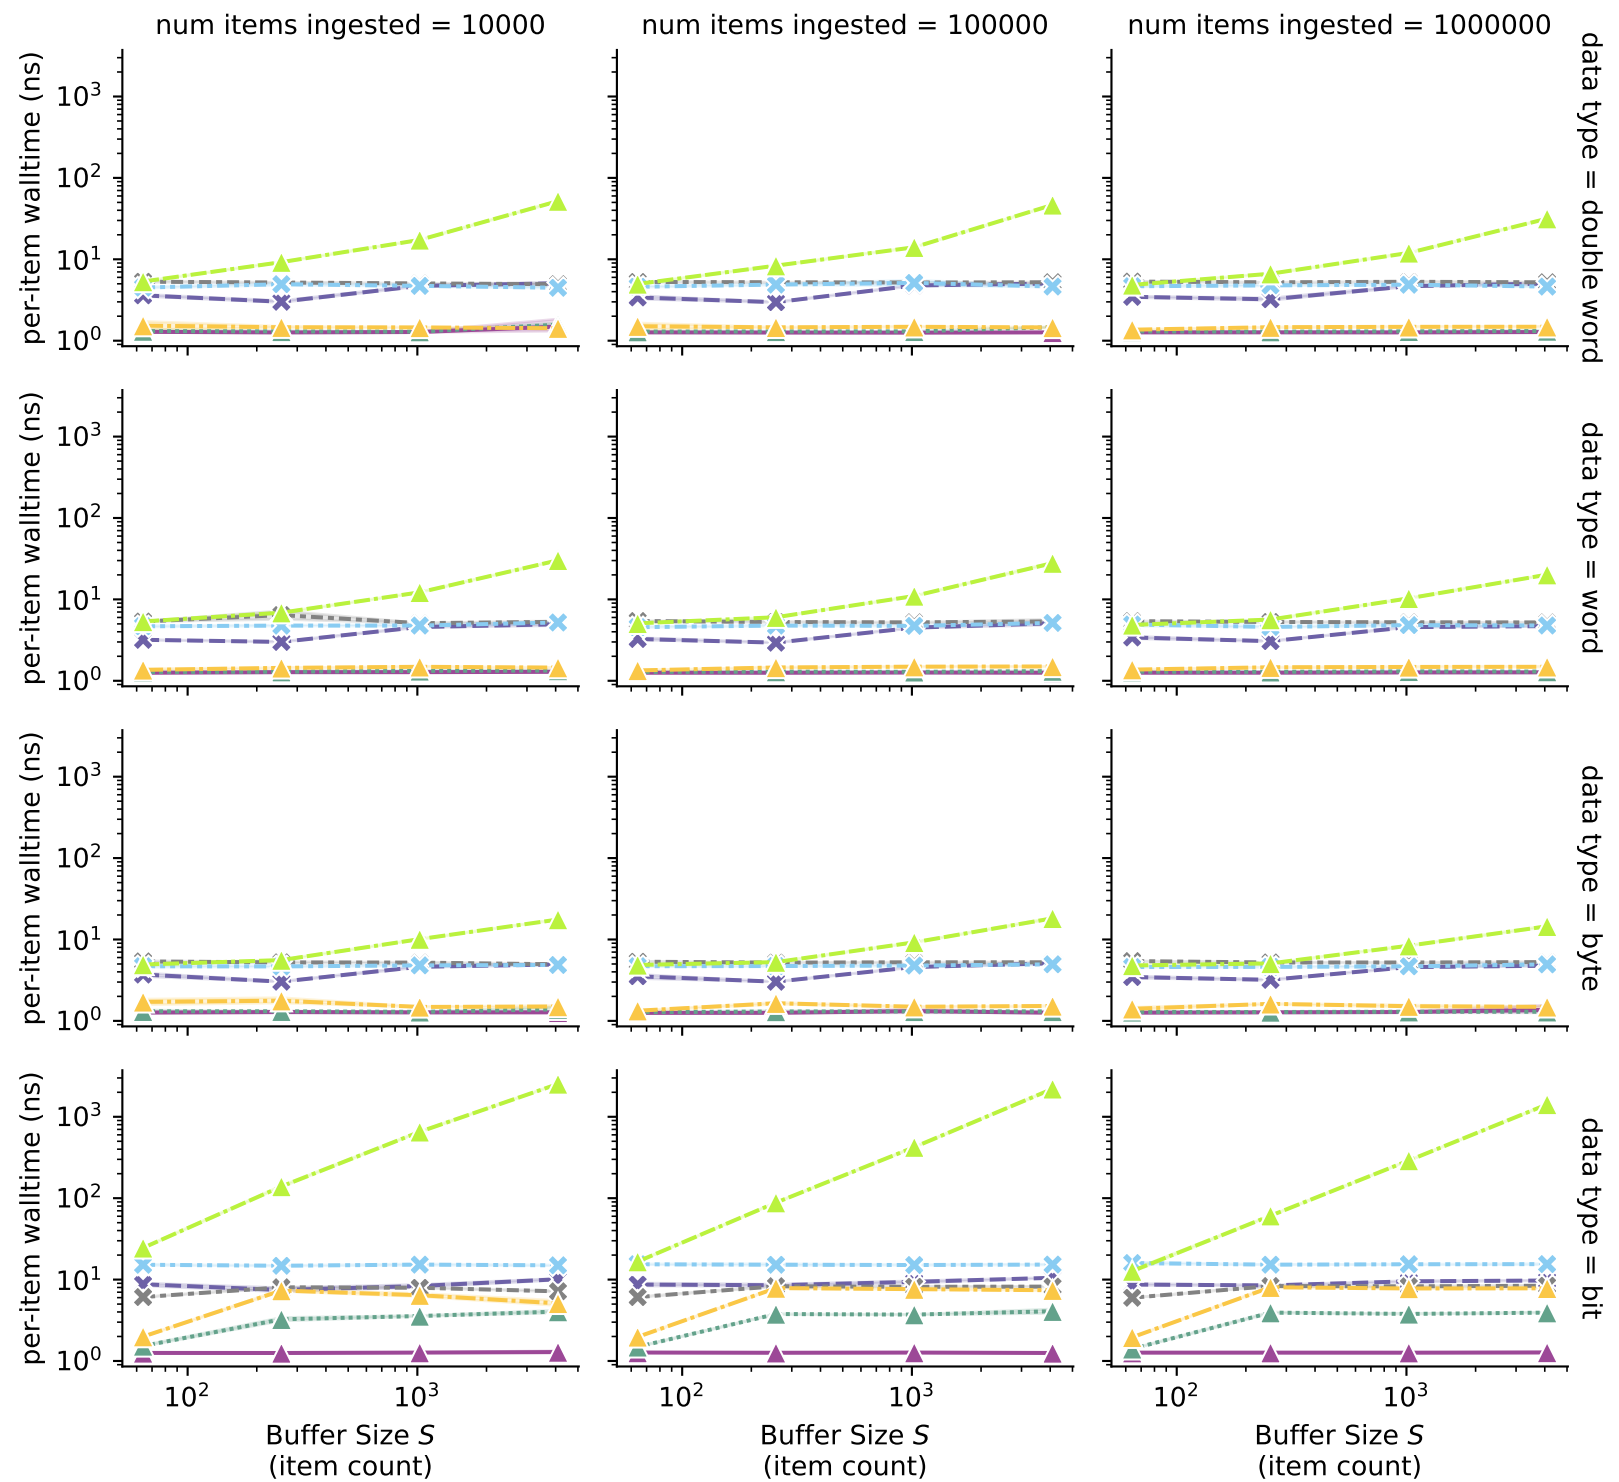 num items ingested = 10000
num items ingested = 100000
num items ingested = 1000000
per-item walltime (ns)
10³
10²
10¹
10⁰
data type = double word
per-item walltime (ns)
10³
10²
10¹
10⁰
data type = word
per-item walltime (ns)
10³
10²
10¹
10⁰
data type = byte
per-item walltime (ns)
10³
10²
10¹
10⁰
data type = bit
10² 10³
10² 10³
10² 10³
Buffer Size S
(item count)
Buffer Size S
(item count)
Buffer Size S
(item count)